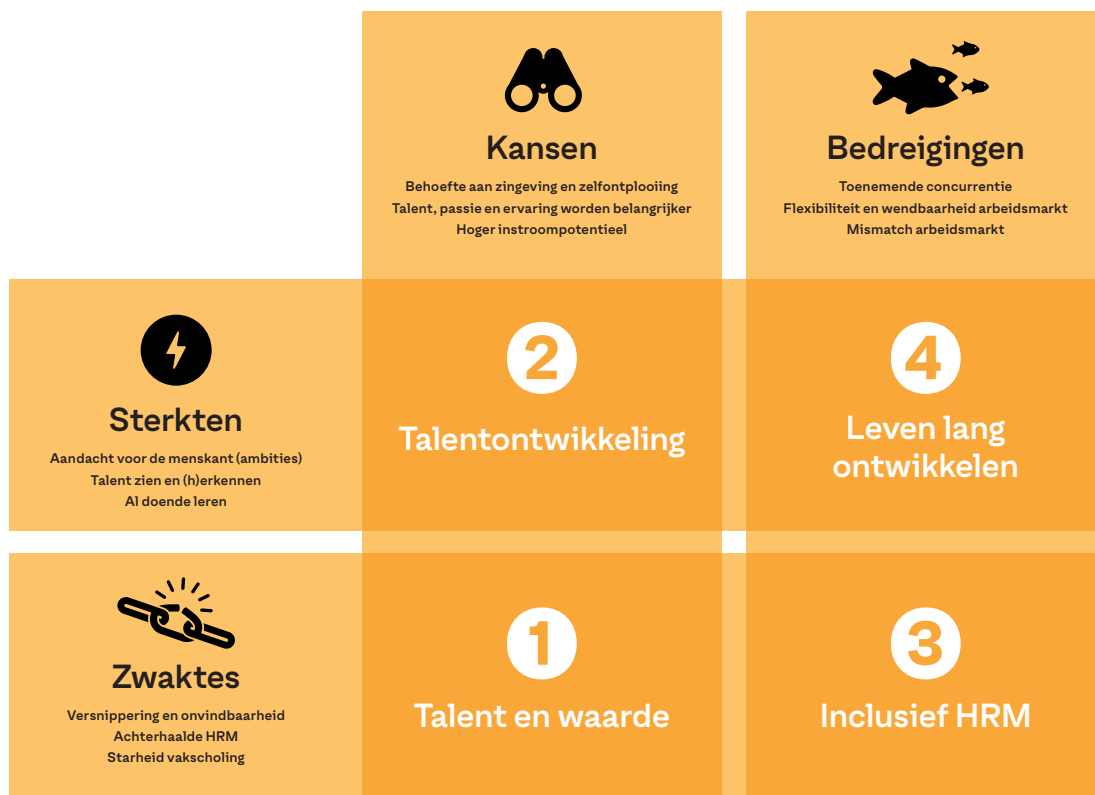 Kansen
Behoefte aan zingeving en zelfontplooiing
Talent, passie en ervaring worden belangrijker
Hoger instroompotentieel
Bedreigingen
Toenemende concurrentie
Flexibiliteit en wendbaarheid arbeidsmarkt
Mismatch arbeidsmarkt
Sterkten
Aandacht voor de menskant (ambities)
Talent zien en (h)erkennen
Al doende leren
2
Talentontwikkeling
4
Leven lang
ontwikkelen
Zwaktes
Versnippering en onvindbaarheid
Achterhaalde HRM
Starheid vakscholing
1
Talent en waarde
3
Inclusief HRM